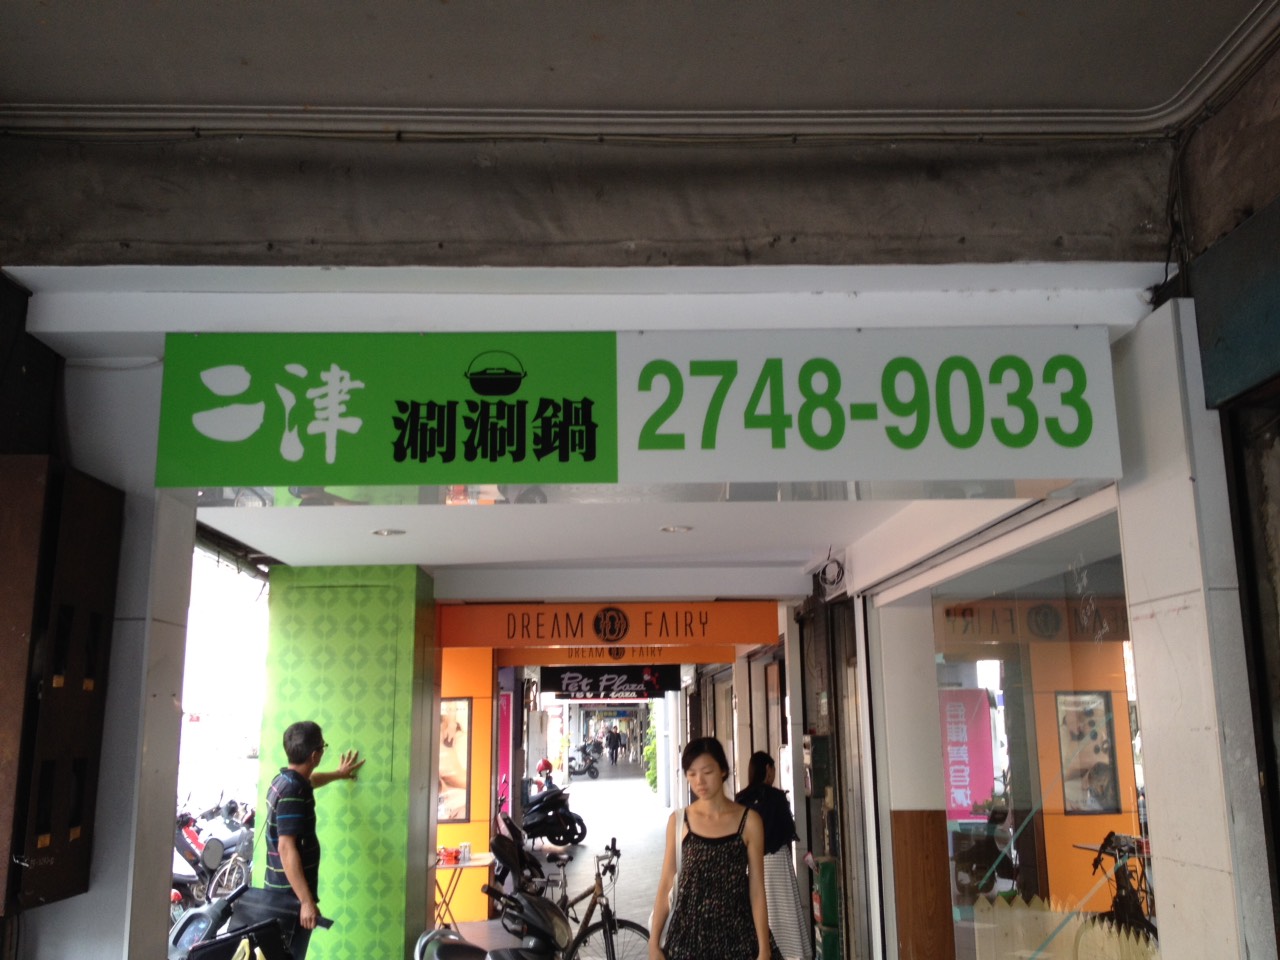 二津 涮涮鍋 2748-9033
DREAM FAIRY
DREAM FAIRY
Pet Plaza